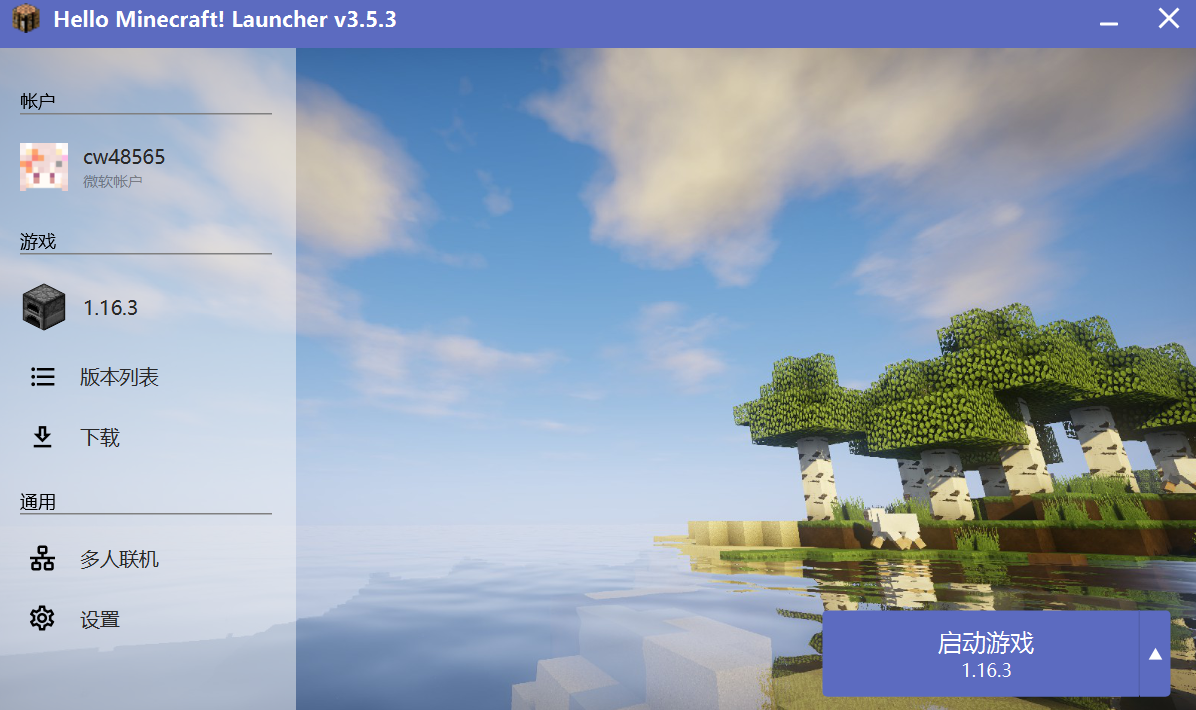 Hello Minecraft! Launcher v3.5.3
帐户
cw48565
微软帐户
游戏
1.16.3
版本列表
下载
通用
多人联机
设置
启动游戏
1.16.3